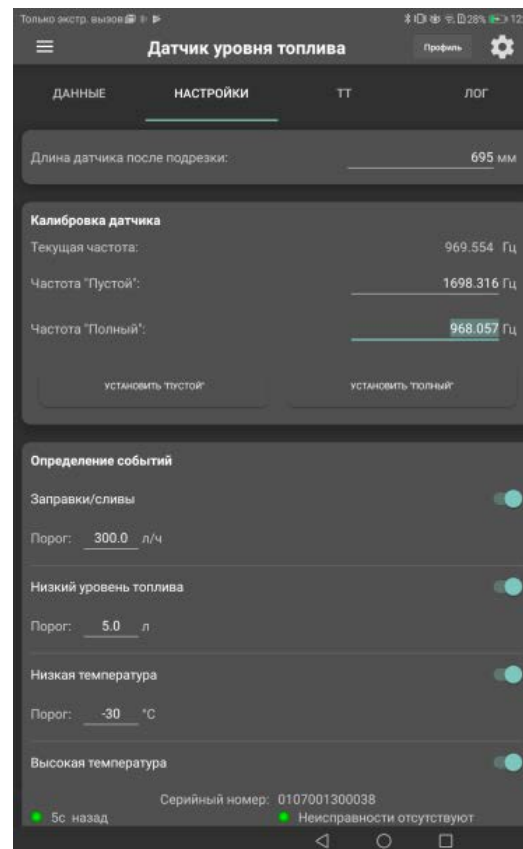 Только экстр. вызов 28% 12
Датчик уровня топлива Профиль
ДАННЫЕ НАСТРОЙКИ ТТ ЛОГ
Длина датчика после подрезки: 695 мм
Калибровка датчика
Текущая частота: 969.554 Гц
Частота "Пустой": 1698.316 Гц
Частота "Полный": 968.057 Гц
УСТАНОВИТЬ "ПУСТОЙ" УСТАНОВИТЬ "ПОЛНЫЙ"
Определение событий
Заправки/сливы
Порог: 300.0 л/ч
Низкий уровень топлива
Порог: 5.0 л
Низкая температура
Порог: -30 °C
Высокая температура
Серийный номер: 0107001300038
5с назад Неисправности отсутствуют